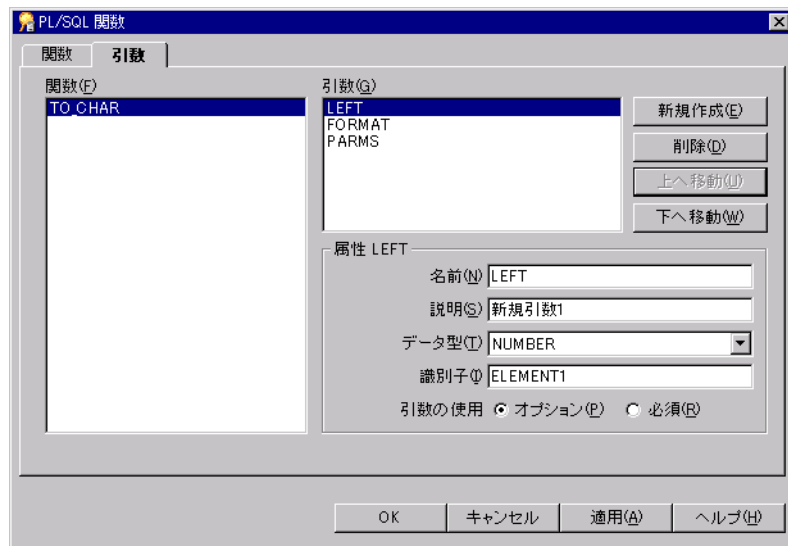 PL/SQL 関数
関数 引数
関数(F)
TO_CHAR
引数(G)
LEFT
FORMAT
PARMS
新規作成(E)
削除(D)
上へ移動(U)
下へ移動(W)
属性 LEFT
名前(N) LEFT
説明(S) 新規引数1
データ型(T) NUMBER
識別子(I) ELEMENT1
引数の使用 オプション(P) 必須(R)
OK キャンセル 適用(A) ヘルプ(H)